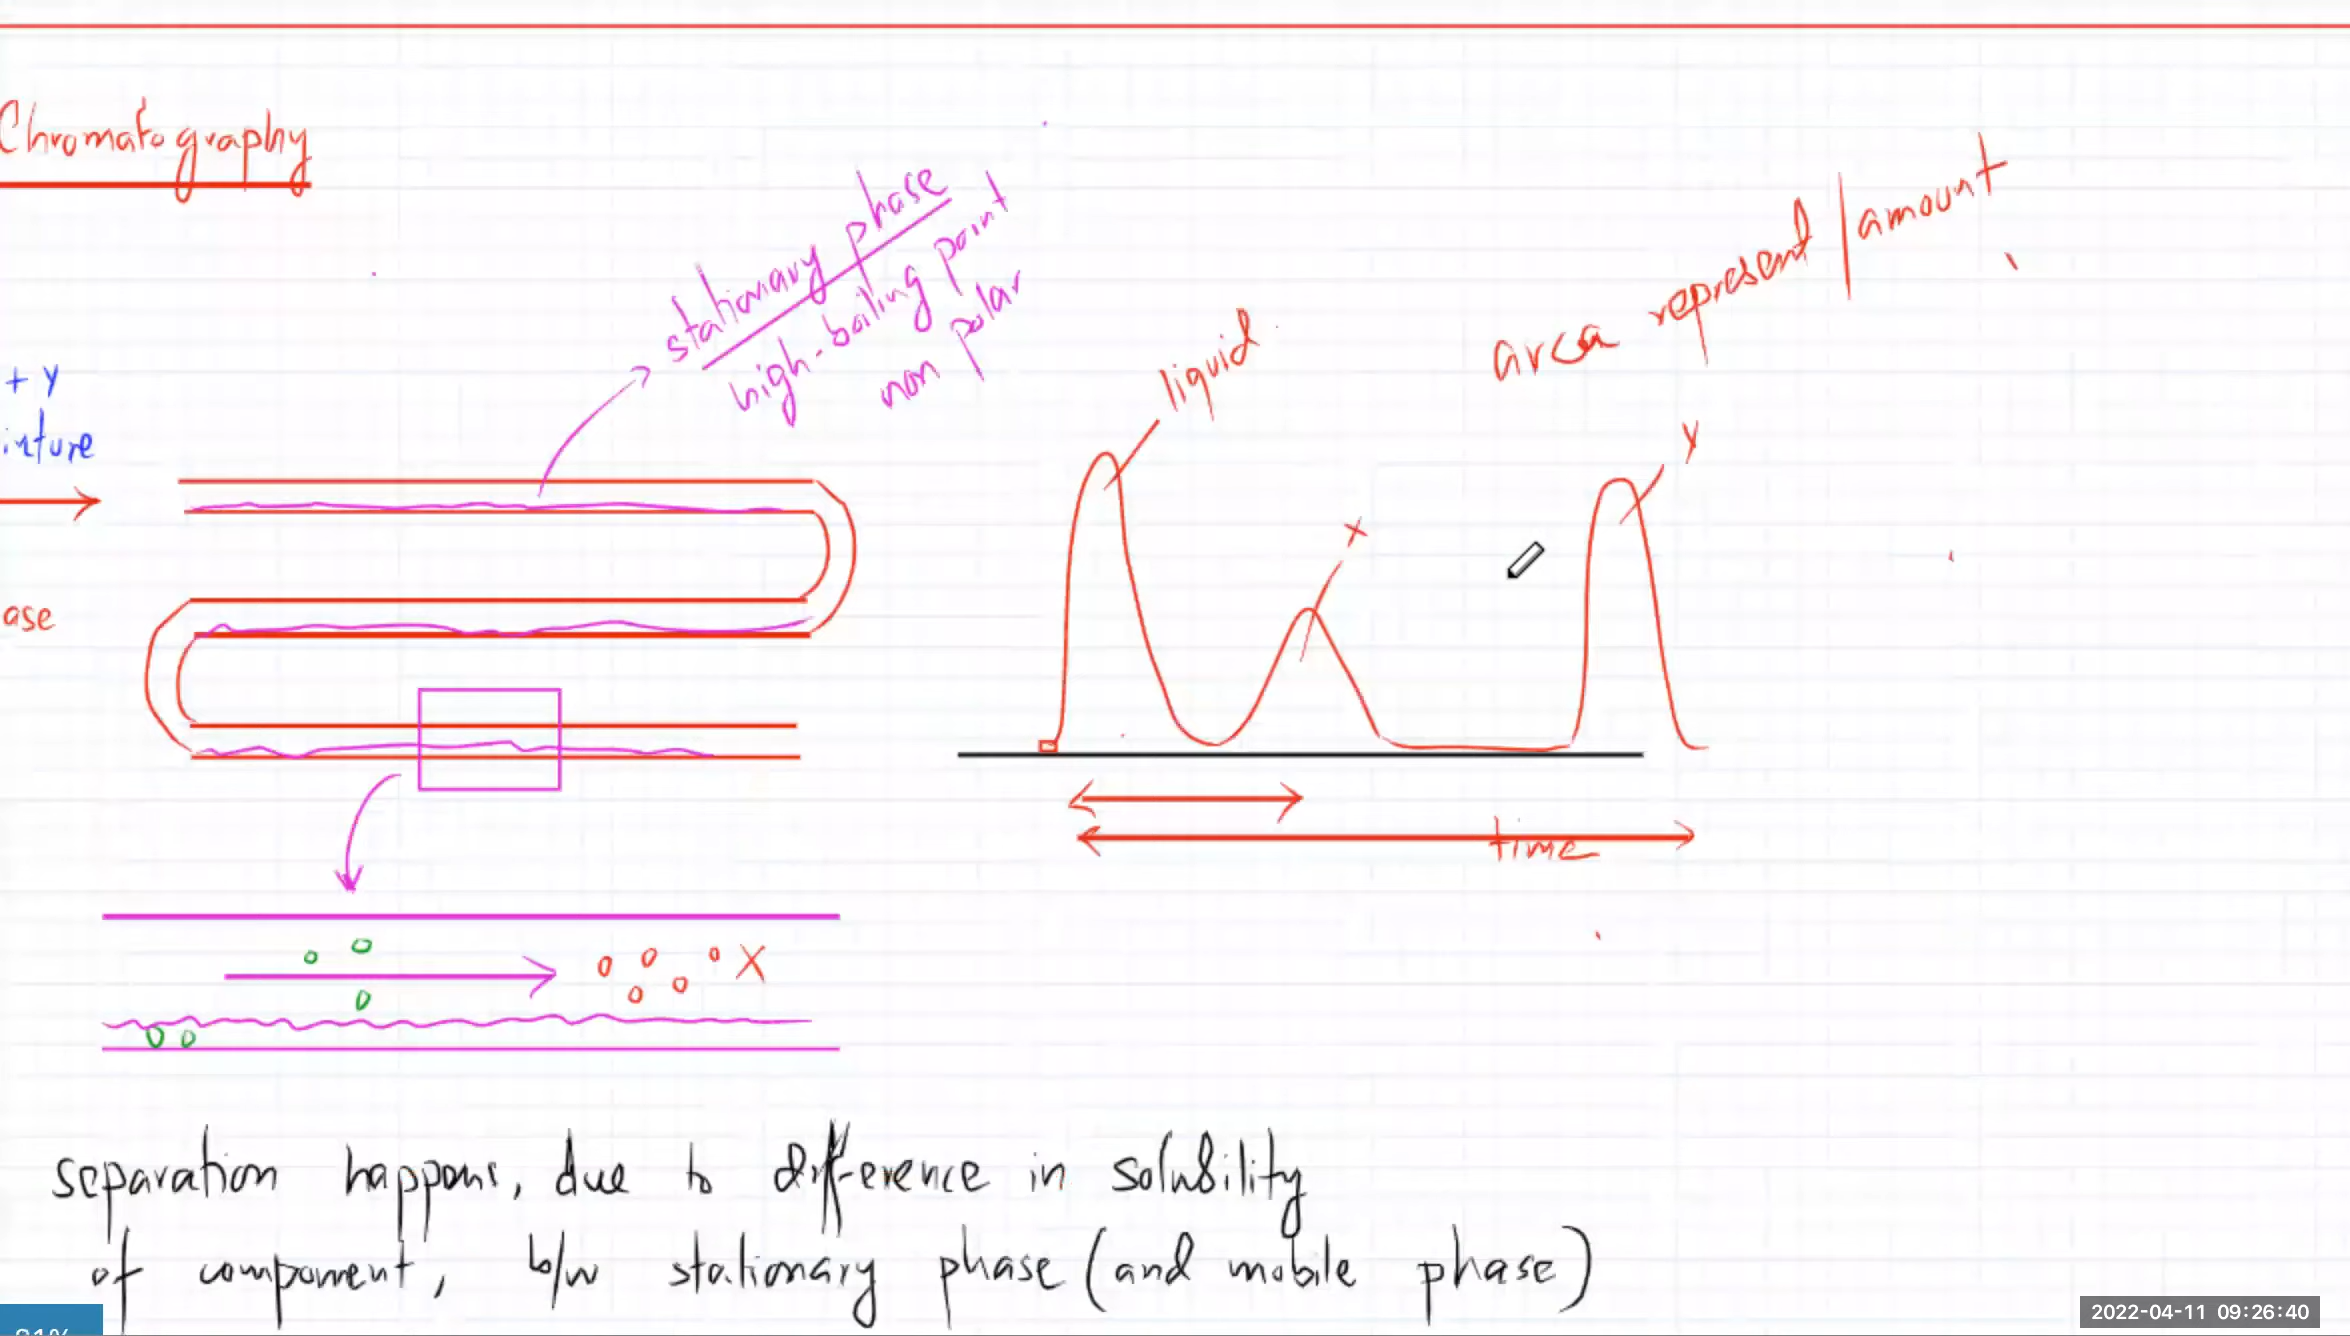 Chromatography
stationary phase
high-boiling point
non polar
area represent / amount
liquid
+ Y
ase
X
Y
time
X
separation happens, due to difference in solubility
of component, b/w stationary phase (and mobile phase)
2022-04-11 09:26:40